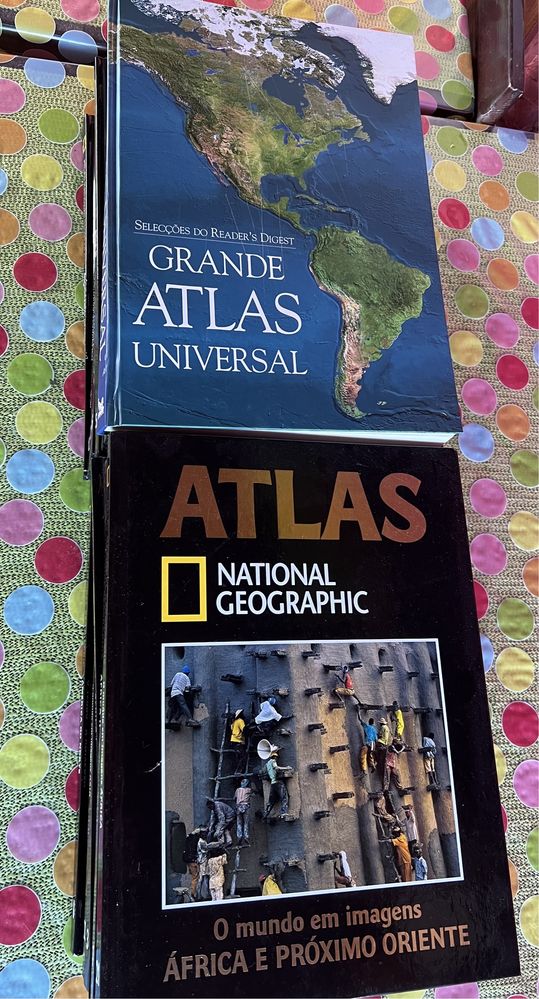 SELECÇÕES DO READER'S DIGEST
GRANDE
ATLAS
UNIVERSAL
ATLAS
NATIONAL
GEOGRAPHIC
O mundo em imagens
ÁFRICA E PRÓXIMO ORIENTE